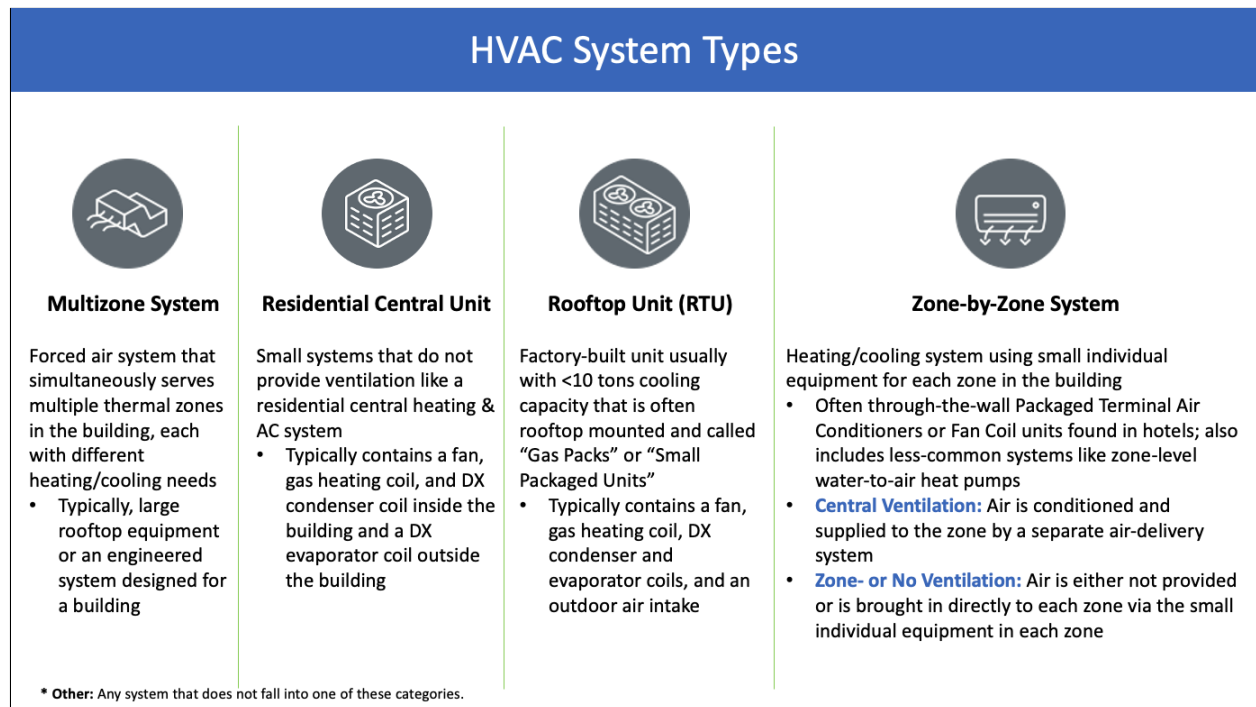 HVAC System Types
Multizone System
Forced air system that
simultaneously serves
multiple thermal zones
in the building, each
with different
heating/cooling needs
• Typically, large
rooftop equipment
or an engineered
system designed for
a building
Residential Central Unit
Small systems that do not
provide ventilation like a
residential central heating &
AC system
• Typically contains a fan,
gas heating coil, and DX
condenser coil inside the
building and a DX
evaporator coil outside
the building
Rooftop Unit (RTU)
Factory-built unit usually
with <10 tons cooling
capacity that is often
rooftop mounted and called
“Gas Packs” or “Small
Packaged Units”
• Typically contains a fan,
gas heating coil, DX
condenser and
evaporator coils, and an
outdoor air intake
Zone-by-Zone System
Heating/cooling system using small individual
equipment for each zone in the building
• Often through-the-wall Packaged Terminal Air
Conditioners or Fan Coil units found in hotels; also
includes less-common systems like zone-level
water-to-air heat pumps
• Central Ventilation: Air is conditioned and
supplied to the zone by a separate air-delivery
system
• Zone- or No Ventilation: Air is either not provided
or is brought in directly to each zone via the small
individual equipment in each zone
* Other: Any system that does not fall into one of these categories.